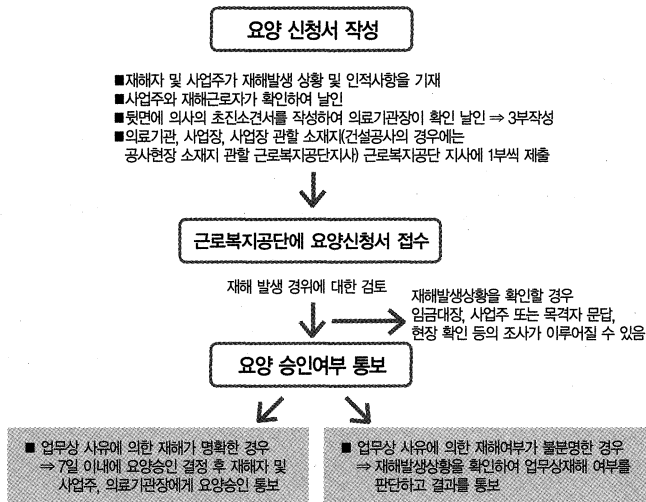 요양 신청서 작성
■재해자 및 사업주가 재해발생 상황 및 인적사항을 기재
■사업주와 재해근로자가 확인하여 날인
■뒷면에 의사의 초진소견서를 작성하여 의료기관장이 확인 날인 ⇒ 3부작성
■의료기관, 사업장, 사업장 관할 소재지(건설공사의 경우에는
공사현장 소재지 관할 근로복지공단지사) 근로복지공단 지사에 1부씩 제출
근로복지공단에 요양신청서 접수
재해 발생 경위에 대한 검토
재해발생상황을 확인할 경우
임금대장, 사업주 또는 목격자 문답,
현장 확인 등의 조사가 이루어질 수 있음
요양 승인여부 통보
■ 업무상 사유에 의한 재해가 명확한 경우
⇒ 7일 이내에 요양승인 결정 후 재해자 및
사업주, 의료기관장에게 요양승인 통보
■ 업무상 사유에 의한 재해여부가 불분명한 경우
⇒ 재해발생상황을 확인하여 업무상재해 여부를
판단하고 결과를 통보